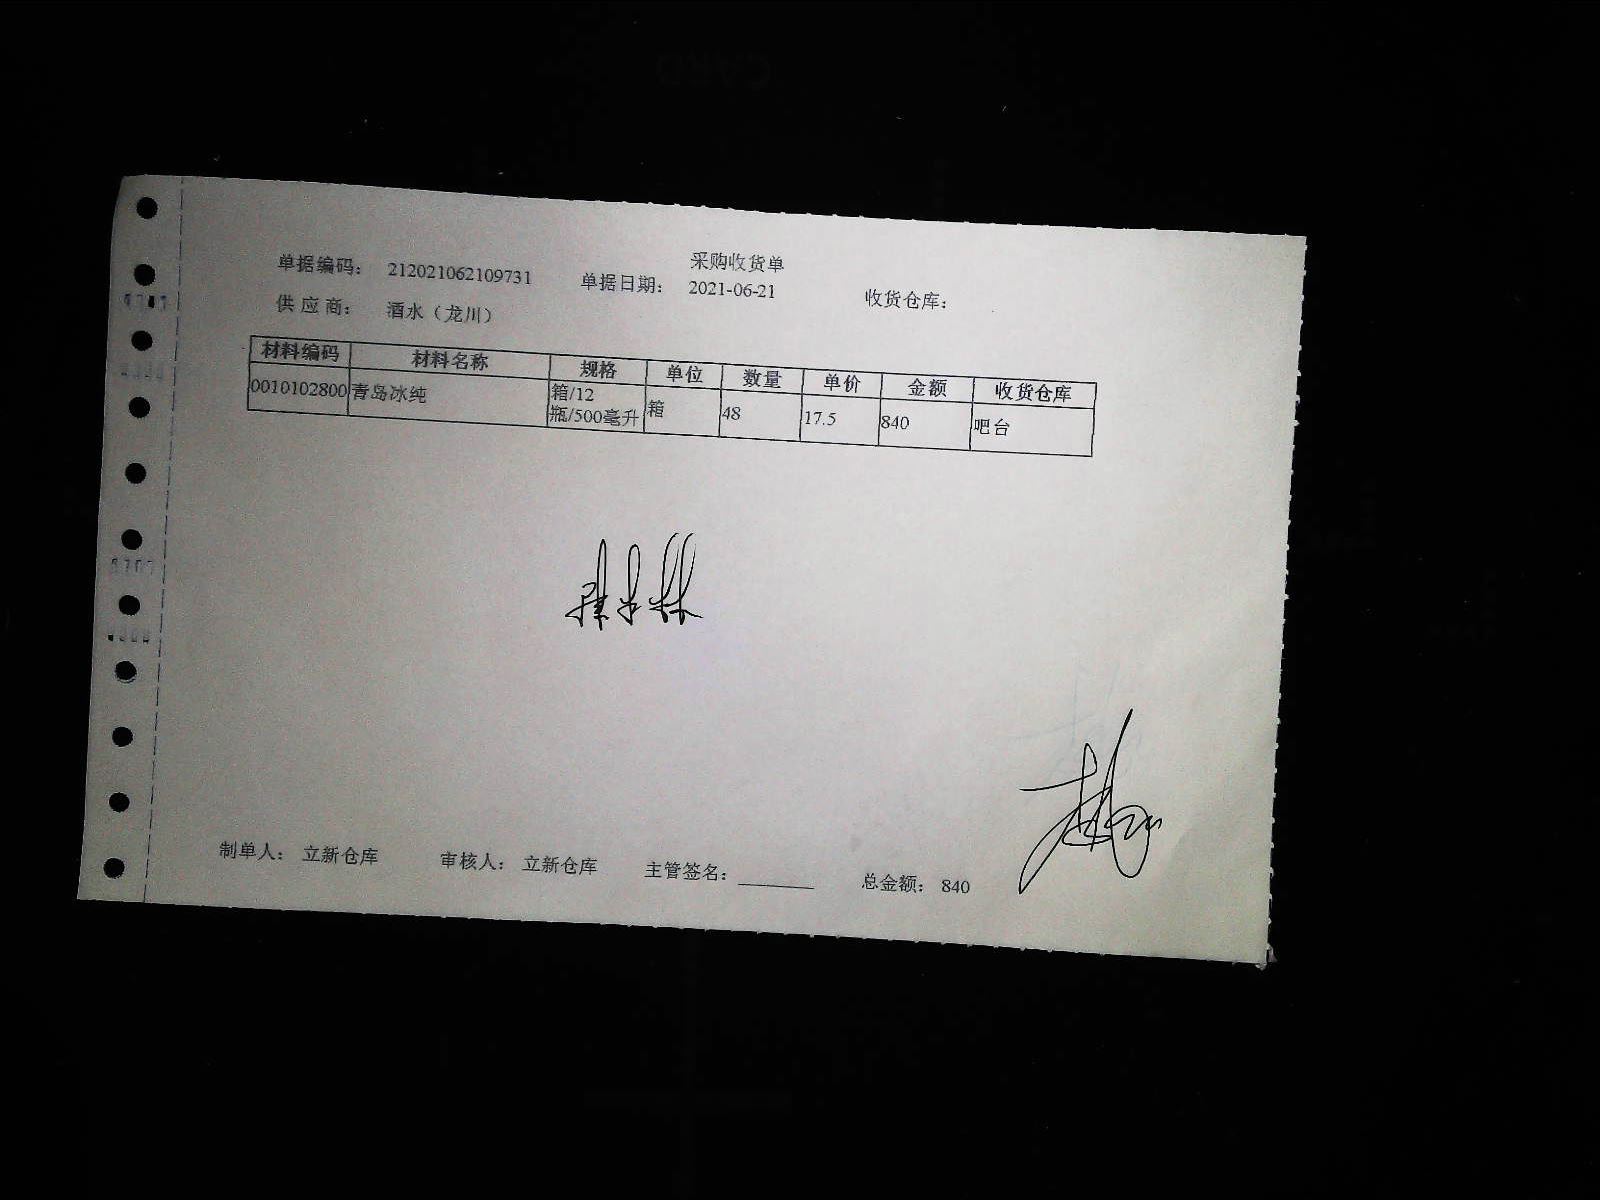 采购收货单
单据编码： 212021062109731 单据日期： 2021-06-21 收货仓库：
供 应 商： 酒水（龙川）
材料编码 材料名称 规格 单位 数量 单价 金额 收货仓库
0010102800 青岛冰纯 箱/12瓶/500毫升 箱 48 17.5 840 吧台
制单人： 立新仓库 审核人： 立新仓库 主管签名： 总金额： 840